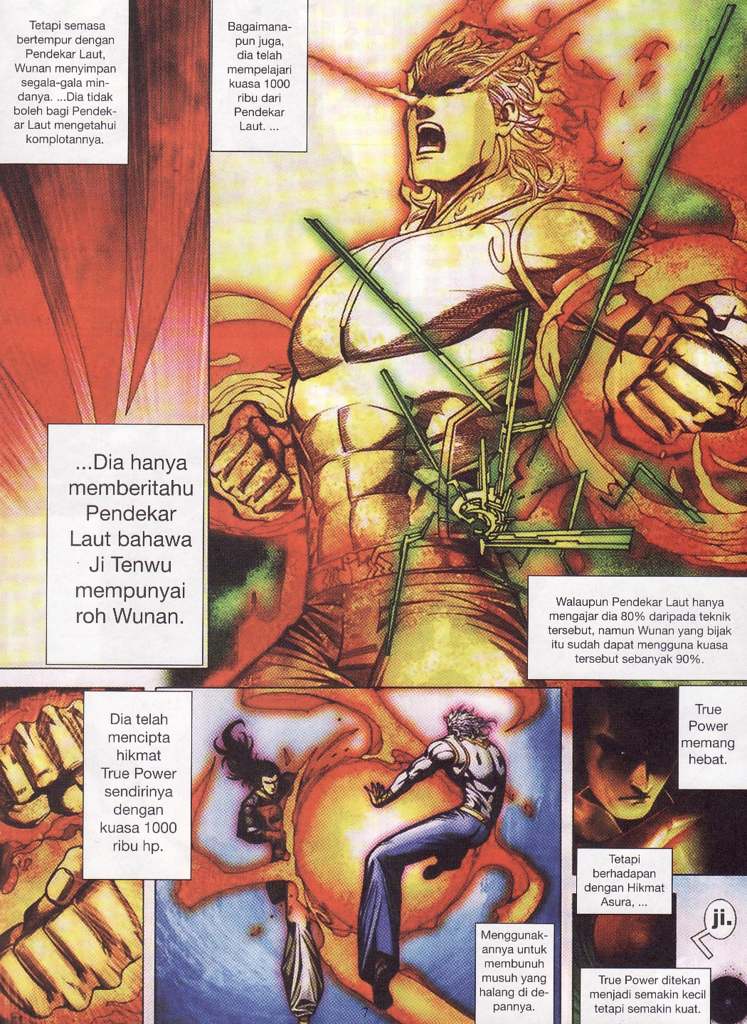 Tetapi semasa
bertempur dengan
Pendekar Laut,
Wunan menyimpan
segala-gala min-
danya. ...Dia tidak
boleh bagi Pendek-
ar Laut mengetahui
komplotannya.
Bagaimana-
pun juga,
dia telah
mempelajari
kuasa 1000
ribu dari
Pendekar
Laut. ...
...Dia hanya
memberitahu
Pendekar
Laut bahawa
Ji Tenwu
mempunyai
roh Wunan.
Walaupun Pendekar Laut hanya
mengajar dia 80% daripada teknik
tersebut, namun Wunan yang bijak
itu sudah dapat mengguna kuasa
tersebut sebanyak 90%.
Dia telah
mencipta
hikmat
True Power
sendirinya
dengan
kuasa 1000
ribu hp.
Menggunak-
annya untuk
membunuh
musuh yang
halang di de-
pannya.
True
Power
memang
hebat.
Tetapi
berhadapan
dengan Hikmat
Asura, ...
ji.
True Power ditekan
menjadi semakin kecil
tetapi semakin kuat.
7